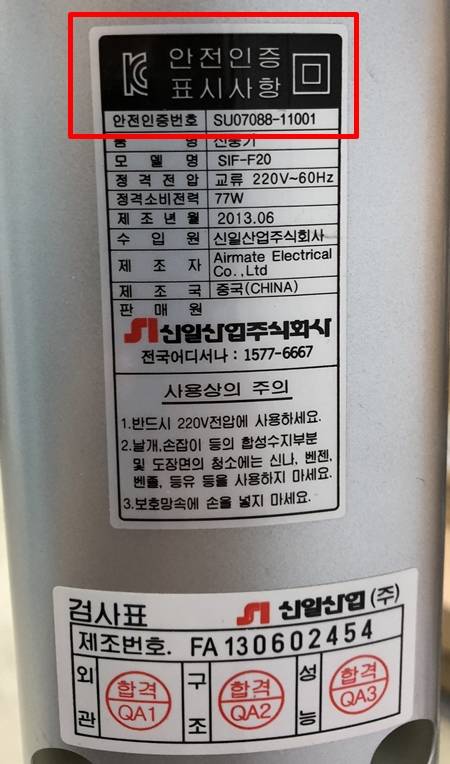 안전인증
표시사항
안전인증번호 SU07088-11001
품 명 선풍기
모 델 명 SIF-F20
정격전압 교류 220V~60Hz
정격소비전력 77W
제조년월 2013.06
수 입 원 신일산업주식회사
제 조 자 Airmate Electrical Co.,Ltd
제 조 국 중국(CHINA)
판 매 원
신일산업주식회사
전국어디서나 : 1577-6667
사용상의 주의
1.반드시 220V전압에 사용하세요.
2.날개,손잡이 등의 합성수지부분
및 도장면의 청소에는 신나, 벤젠,
벤졸, 등유 등을 사용하지 마세요.
3.보호망속에 손을 넣지 마세요.
검사표 신일산업(주)
제조번호. FA130602454
외관 합격 QA1 구조 합격 QA2 성능 합격 QA3